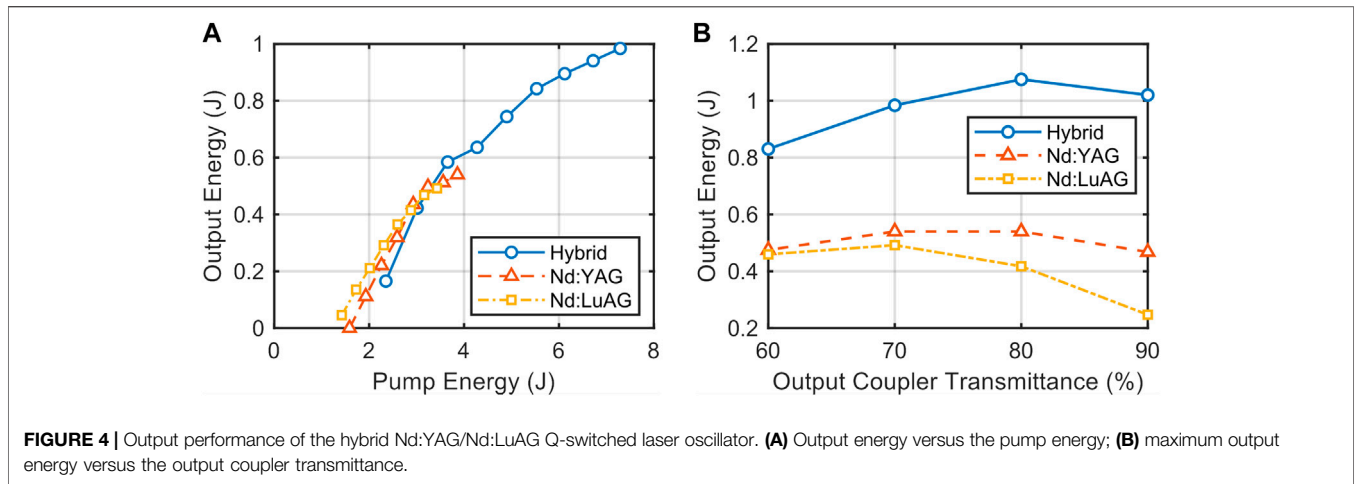 A
Output Energy (J)
1
0.8
0.6
0.4
0.2
0
0 2 4 6 8
Pump Energy (J)
Hybrid
Nd:YAG
Nd:LuAG
B
Output Energy (J)
1.2
1
0.8
0.6
0.4
0.2
60 70 80 90
Output Coupler Transmittance (%)
Hybrid
Nd:YAG
Nd:LuAG
FIGURE 4 | Output performance of the hybrid Nd:YAG/Nd:LuAG Q-switched laser oscillator. (A) Output energy versus the pump energy; (B) maximum output
energy versus the output coupler transmittance.